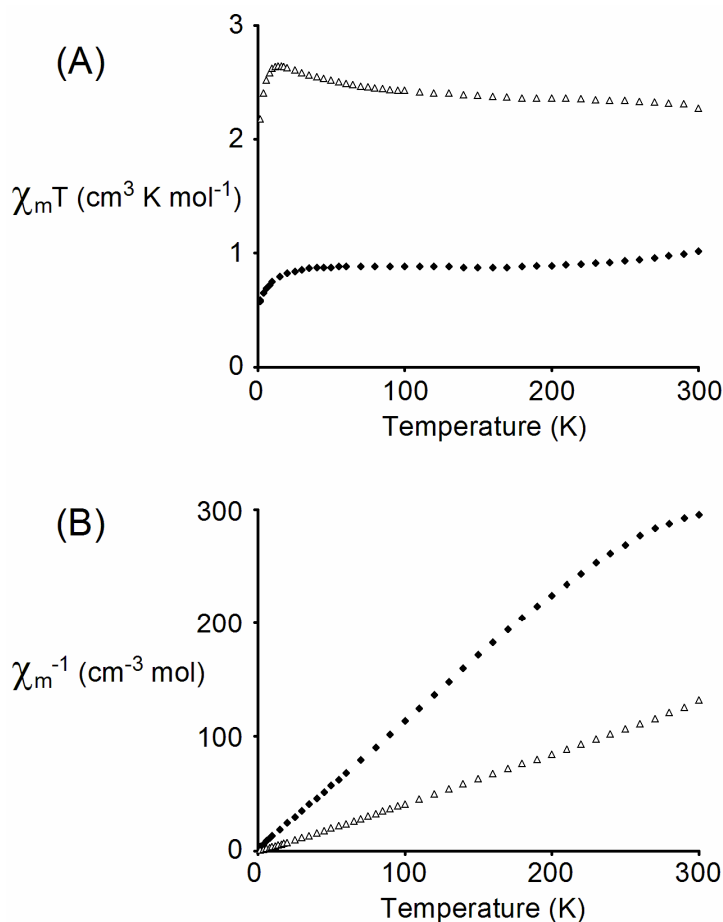 (A)
3
2
χmT (cm³ K mol⁻¹)
1
0
0 100 200 300
Temperature (K)
(B)
300
200
χm⁻¹ (cm⁻³ mol)
100
0
0 100 200 300
Temperature (K)